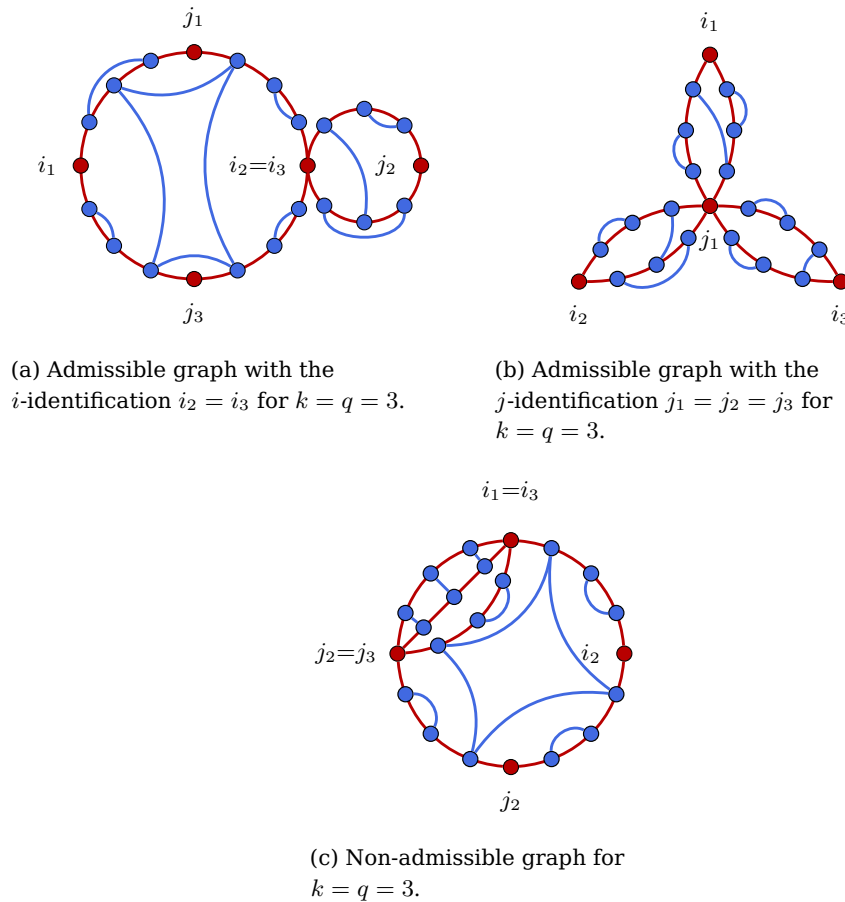 j₁
i₁
i₂=i₃
j₂
j₃
(a) Admissible graph with the
i-identification i₂ = i₃ for k = q = 3.
i₁
j₁
i₂
i₃
(b) Admissible graph with the
j-identification j₁ = j₂ = j₃ for
k = q = 3.
i₁=i₃
j₂=j₃
i₂
j₂
(c) Non-admissible graph for
k = q = 3.